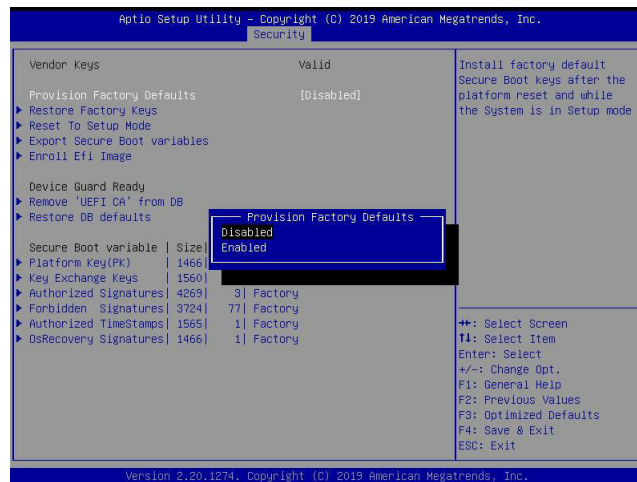 Aptio Setup Utility – Copyright (C) 2019 American Megatrends, Inc.
Security
Vendor Keys Valid
Provision Factory Defaults [Disabled]
Restore Factory Keys
Reset To Setup Mode
Export Secure Boot variables
Enroll Efi Image
Device Guard Ready
Remove 'UEFI CA' from DB
Restore DB defaults
Secure Boot variable | Size|
Platform Key(PK) | 1466|
Key Exchange Keys | 1560|
Authorized Signatures| 4269| 3| Factory
Forbidden Signatures| 3724| 77| Factory
Authorized TimeStamps| 1565| 1| Factory
OsRecovery Signatures| 1466| 1| Factory
Provision Factory Defaults
Disabled
Enabled
Install factory default
Secure Boot keys after the
platform reset and while
the System is in Setup mode
→←: Select Screen
↑↓: Select Item
Enter: Select
+/-: Change Opt.
F1: General Help
F2: Previous Values
F3: Optimized Defaults
F4: Save & Exit
ESC: Exit
Version 2.20.1274. Copyright (C) 2019 American Megatrends, Inc.